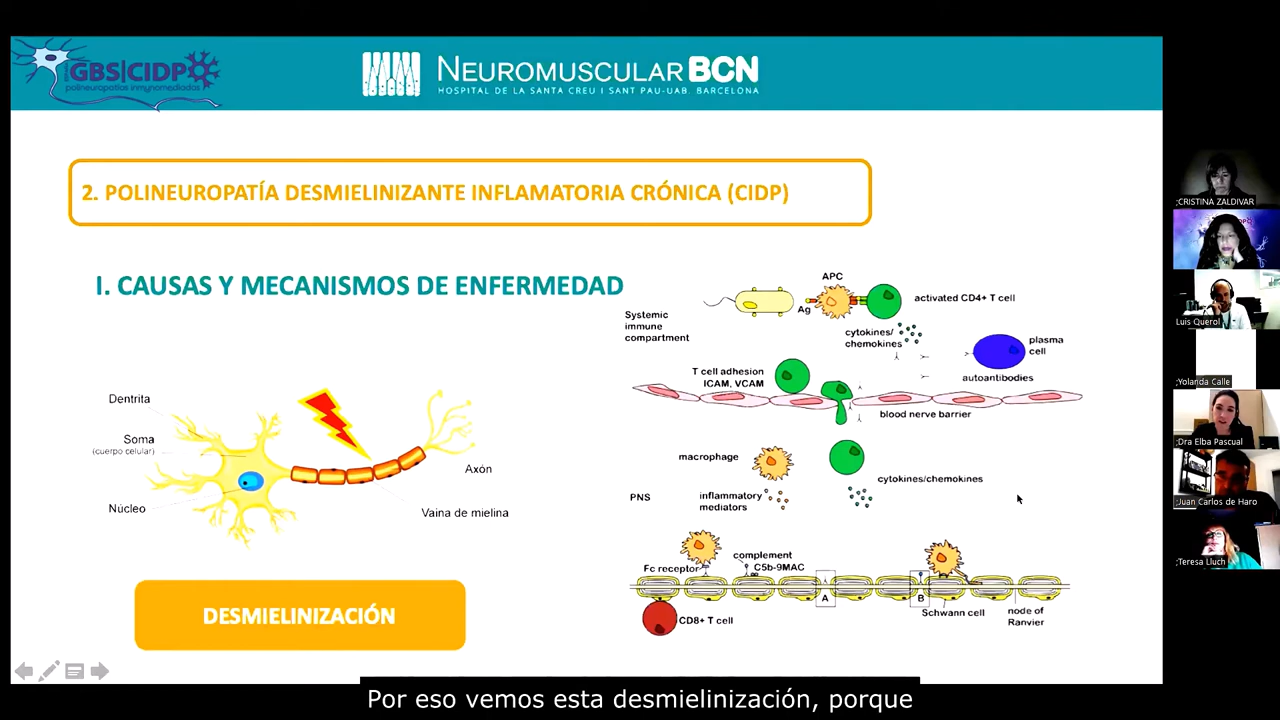 GBS|CIDP
polineuropatías inmunomediadas
NEUROMUSCULAR BCN
HOSPITAL DE LA SANTA CREU I SANT PAU-UAB. BARCELONA
2. POLINEUROPATÍA DESMIELINIZANTE INFLAMATORIA CRÓNICA (CIDP)
I. CAUSAS Y MECANISMOS DE ENFERMEDAD
Dentrita
Soma
(cuerpo celular)
Núcleo
Axón
Vaina de mielina
DESMIELINIZACIÓN
APC
Ag
activated CD4+ T cell
Systemic
immune
compartment
cytokines/
chemokines
plasma
cell
autoantibodies
T cell adhesion
ICAM, VCAM
blood nerve barrier
macrophage
cytokines/chemokines
PNS
inflammatory
mediators
Fc receptor
complement
C5b-9MAC
A
B
Schwann cell
node of
Ranvier
CD8+ T cell
;CRISTINA ZALDIVAR
Luis Querol
;Yolanda Calle
;Dra Elba Pascual
;Juan Carlos de Haro
;Teresa Lluch
Por eso vemos esta desmielinización, porque